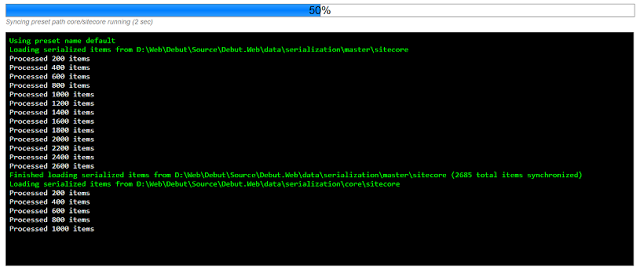 50%
Syncing preset path core/sitecore running (2 sec)
Using preset name default
Loading serialized items from D:\Web\Debut\Source\Debut.Web\data\serialization\master\sitecore
Processed 200 items
Processed 400 items
Processed 600 items
Processed 800 items
Processed 1000 items
Processed 1200 items
Processed 1400 items
Processed 1600 items
Processed 1800 items
Processed 2000 items
Processed 2200 items
Processed 2400 items
Processed 2600 items
Finished loading serialized items from D:\Web\Debut\Source\Debut.Web\data\serialization\master\sitecore (2685 total items synchronized)
Loading serialized items from D:\Web\Debut\Source\Debut.Web\data\serialization\core\sitecore
Processed 200 items
Processed 400 items
Processed 600 items
Processed 800 items
Processed 1000 items